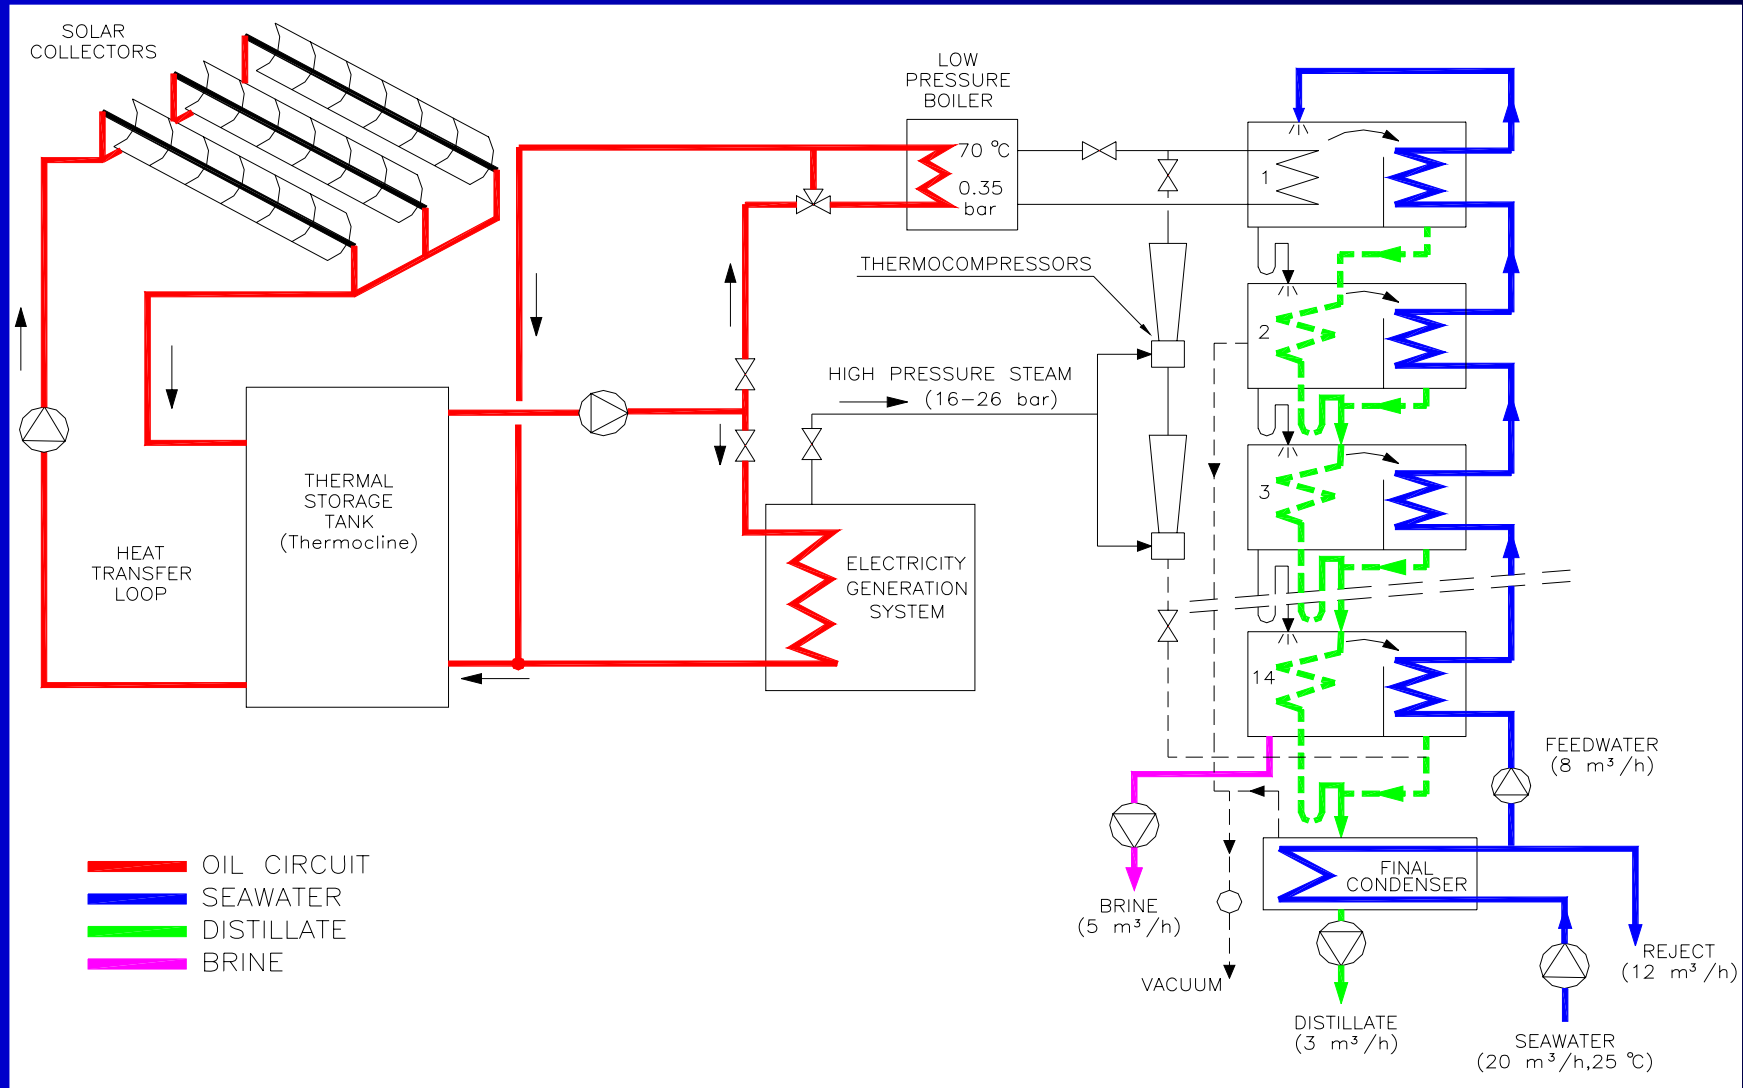 SOLAR
COLLECTORS
LOW
PRESSURE
BOILER
70 °C
0.35
bar
1
THERMOCOMPRESSORS
2
HIGH PRESSURE STEAM
(16-26 bar)
THERMAL
STORAGE
TANK
(Thermocline)
3
HEAT
TRANSFER
LOOP
ELECTRICITY
GENERATION
SYSTEM
14
FEEDWATER
(8 m³/h)
OIL CIRCUIT
SEAWATER
DISTILLATE
BRINE
FINAL
CONDENSER
BRINE
(5 m³/h)
VACUUM
REJECT
(12 m³/h)
DISTILLATE
(3 m³/h)
SEAWATER
(20 m³/h,25 °C)